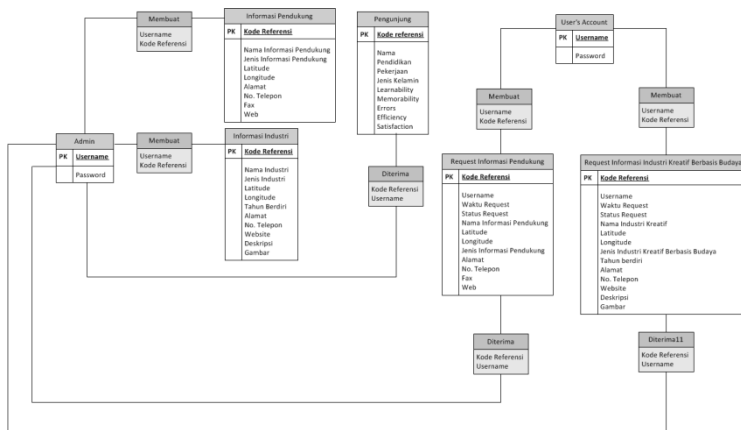 Membuat
Username
Kode Referensi
Informasi Pendukung
PK Kode Referensi
Nama Informasi Pendukung
Jenis Informasi Pendukung
Latitude
Longitude
Alamat
No. Telepon
Fax
Web
Pengunjung
PK Kode referensi
Nama
Pendidikan
Pekerjaan
Jenis Kelamin
Learnability
Memorability
Errors
Efficiency
Satisfaction
User's Account
PK Username
Password
Membuat
Username
Kode Referensi
Membuat
Username
Kode Referensi
Admin
PK Username
Password
Membuat
Username
Kode Referensi
Informasi Industri
PK Kode Referensi
Nama Industri
Jenis Industri
Latitude
Longitude
Tahun Berdiri
Alamat
No. Telepon
Website
Deskripsi
Gambar
Diterima
Kode Referensi
Username
Request Informasi Pendukung
PK Kode Referensi
Username
Waktu Request
Status Request
Nama Informasi Pendukung
Latitude
Longitude
Jenis Informasi Pendukung
Alamat
No. Telepon
Fax
Web
Request Informasi Industri Kreatif Berbasis Budaya
PK Kode Referensi
Username
Waktu Request
Status Request
Nama Industri Kreatif
Latitude
Longitude
Jenis Industri Kreatif Berbasis Budaya
Tahun berdiri
Alamat
No. Telepon
Website
Deskripsi
Gambar
Diterima
Kode Referensi
Username
Diterima11
Kode Referensi
Username